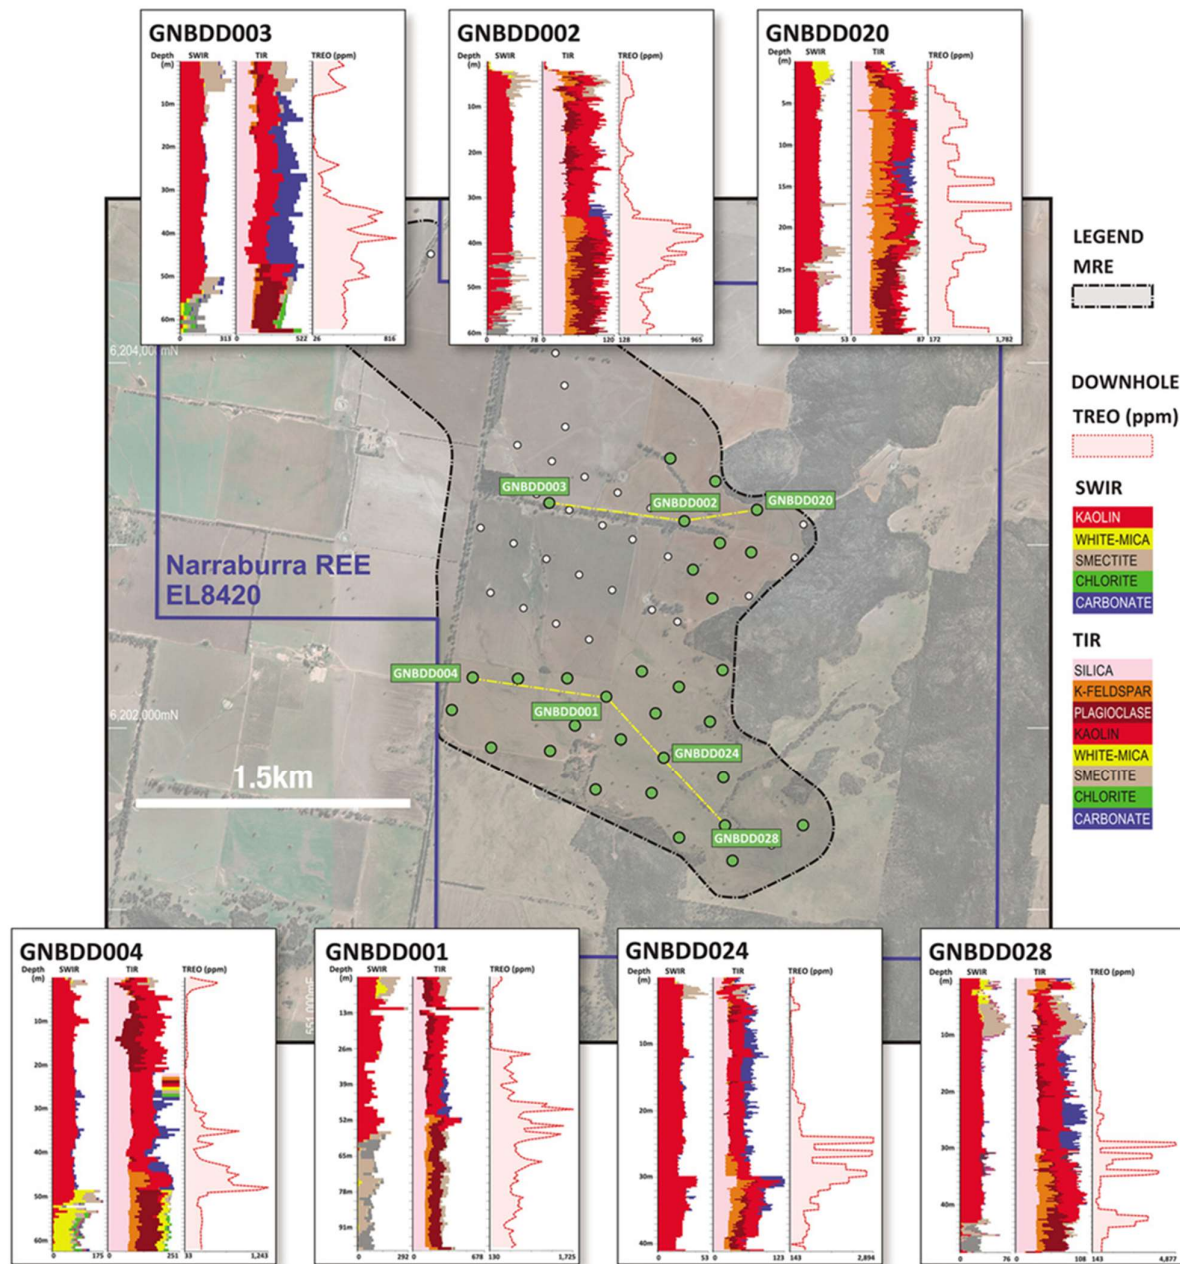 GNBDD003
Depth (m) SWIR TIR TREO (ppm)
10m
20m
30m
40m
50m
60m
0 313 0 522 26 816
GNBDD002
Depth (m) SWIR TIR TREO (ppm)
10m
20m
30m
40m
50m
60m
0 78 0 120 128 965
GNBDD020
Depth (m) SWIR TIR TREO (ppm)
5m
10m
15m
20m
25m
30m
0 53 0 87 172 1,782
6,204,000mN
GNBDD003
GNBDD002
GNBDD020
Narraburra REE
EL8420
GNBDD004
GNBDD001
6,202,000mN
GNBDD024
1.5km
GNBDD028
LEGEND
MRE
DOWNHOLE
TREO (ppm)
SWIR
KAOLIN
WHITE-MICA
SMECTITE
CHLORITE
CARBONATE
TIR
SILICA
K-FELDSPAR
PLAGIOCLASE
KAOLIN
WHITE-MICA
SMECTITE
CHLORITE
CARBONATE
GNBDD004
Depth (m) SWIR TIR TREO (ppm)
10m
20m
30m
40m
50m
60m
0 175 0 251 33 1,243
GNBDD001
Depth (m) SWIR TIR TREO (ppm)
13m
26m
39m
52m
65m
78m
91m
0 292 0 678 130 1,725
GNBDD024
Depth (m) SWIR TIR TREO (ppm)
10m
20m
30m
40m
0 53 0 123 143 2,894
GNBDD028
Depth (m) SWIR TIR TREO (ppm)
10m
20m
30m
40m
0 76 0 108 143 4,877